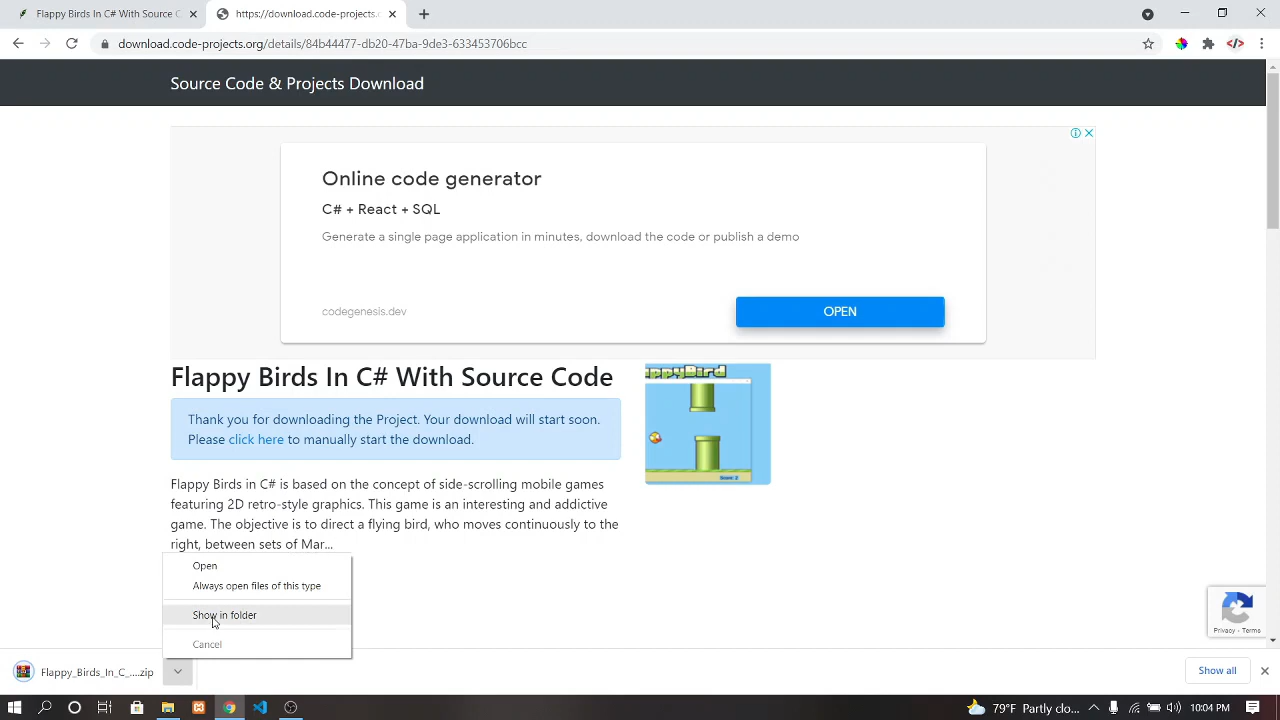 Flappy Birds In C# With Source C
https://download.code-projects.c
download.code-projects.org/details/84b44477-db20-47ba-9de3-633453706bcc
Source Code & Projects Download
Online code generator
C# + React + SQL
Generate a single page application in minutes, download the code or publish a demo
codegenesis.dev
OPEN
Flappy Birds In C# With Source Code
Thank you for downloading the Project. Your download will start soon.
Please click here to manually start the download.
Flappy Birds in C# is based on the concept of side-scrolling mobile games
featuring 2D retro-style graphics. This game is an interesting and addictive
game. The objective is to direct a flying bird, who moves continuously to the
right, between sets of Mar...
appyBird
Score: 2
Open
Always open files of this type
Show in folder
Cancel
Privacy - Terms
Flappy_Birds_In_C_....zip
Show all
79°F Partly clo...
10:04 PM